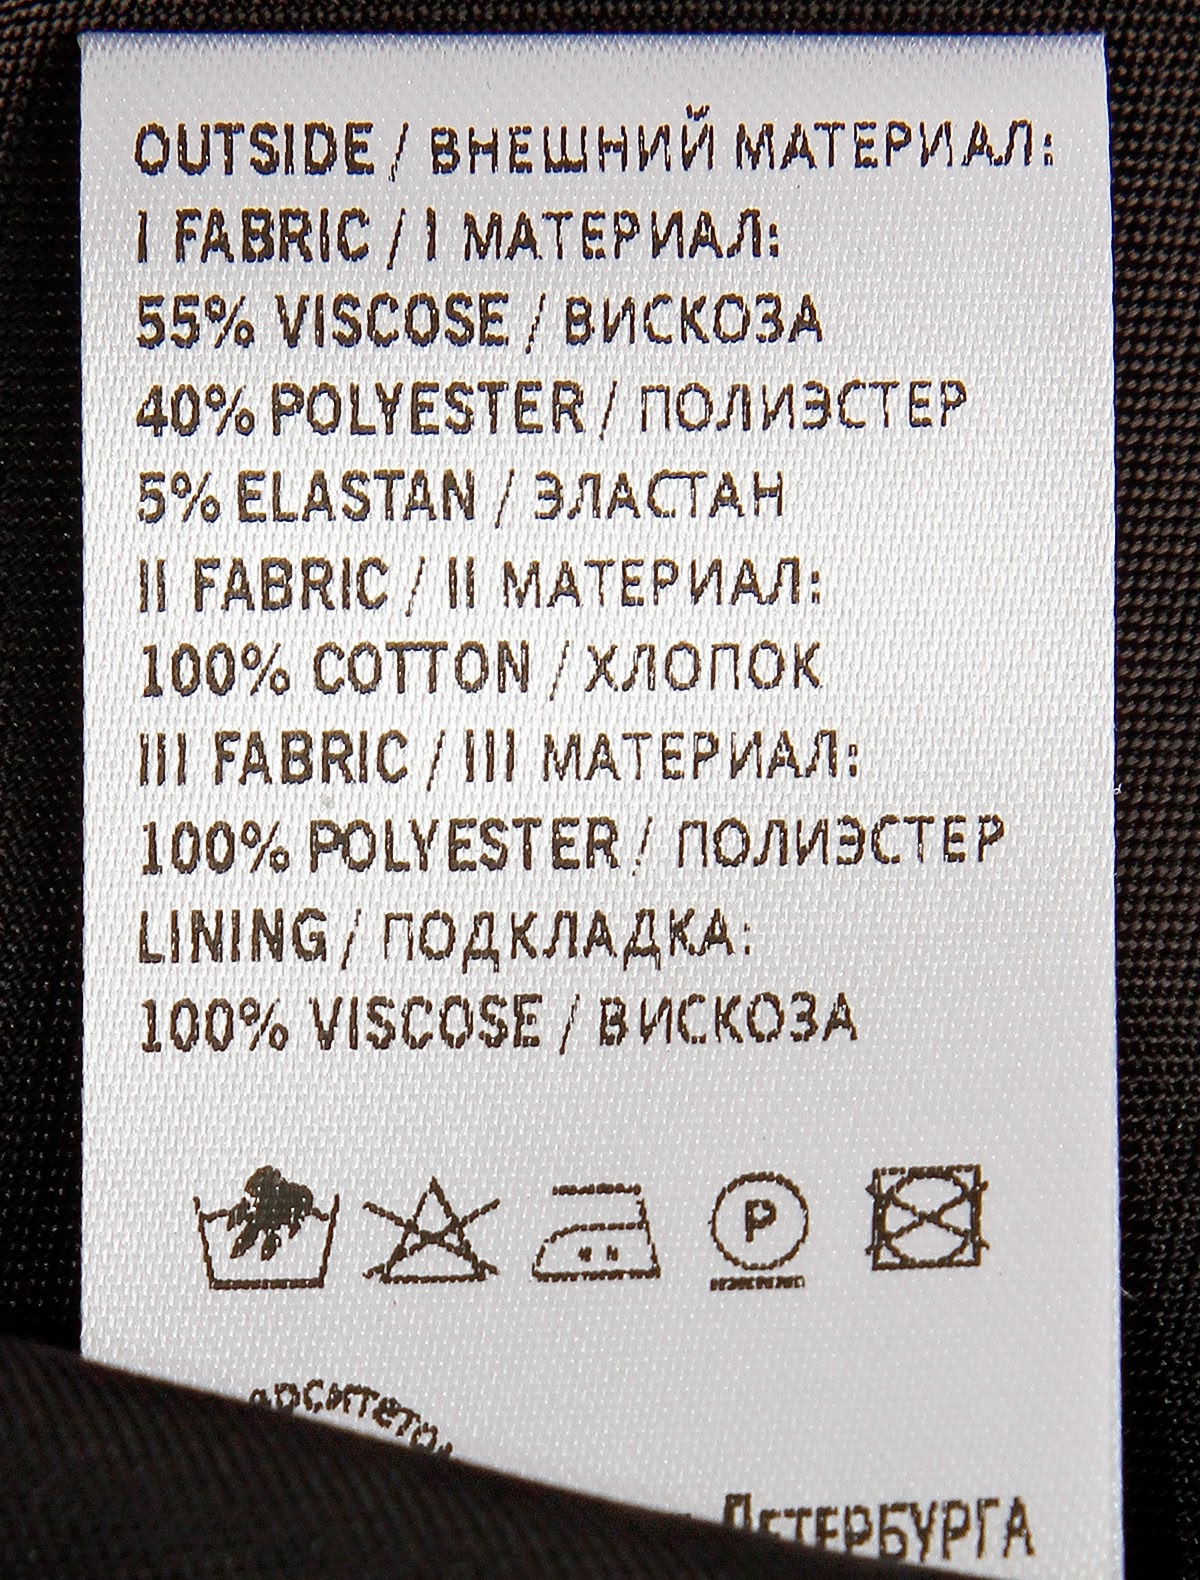 OUTSIDE / ВНЕШНИЙ МАТЕРИАЛ:
I FABRIC / I МАТЕРИАЛ:
55% VISCOSE / ВИСКОЗА
40% POLYESTER / ПОЛИЭСТЕР
5% ELASTAN / ЭЛАСТАН
II FABRIC / II МАТЕРИАЛ:
100% COTTON / ХЛОПОК
III FABRIC / III МАТЕРИАЛ:
100% POLYESTER / ПОЛИЭСТЕР
LINING / ПОДКЛАДКА:
100% VISCOSE / ВИСКОЗА
P
ПЕТЕРБУРГА